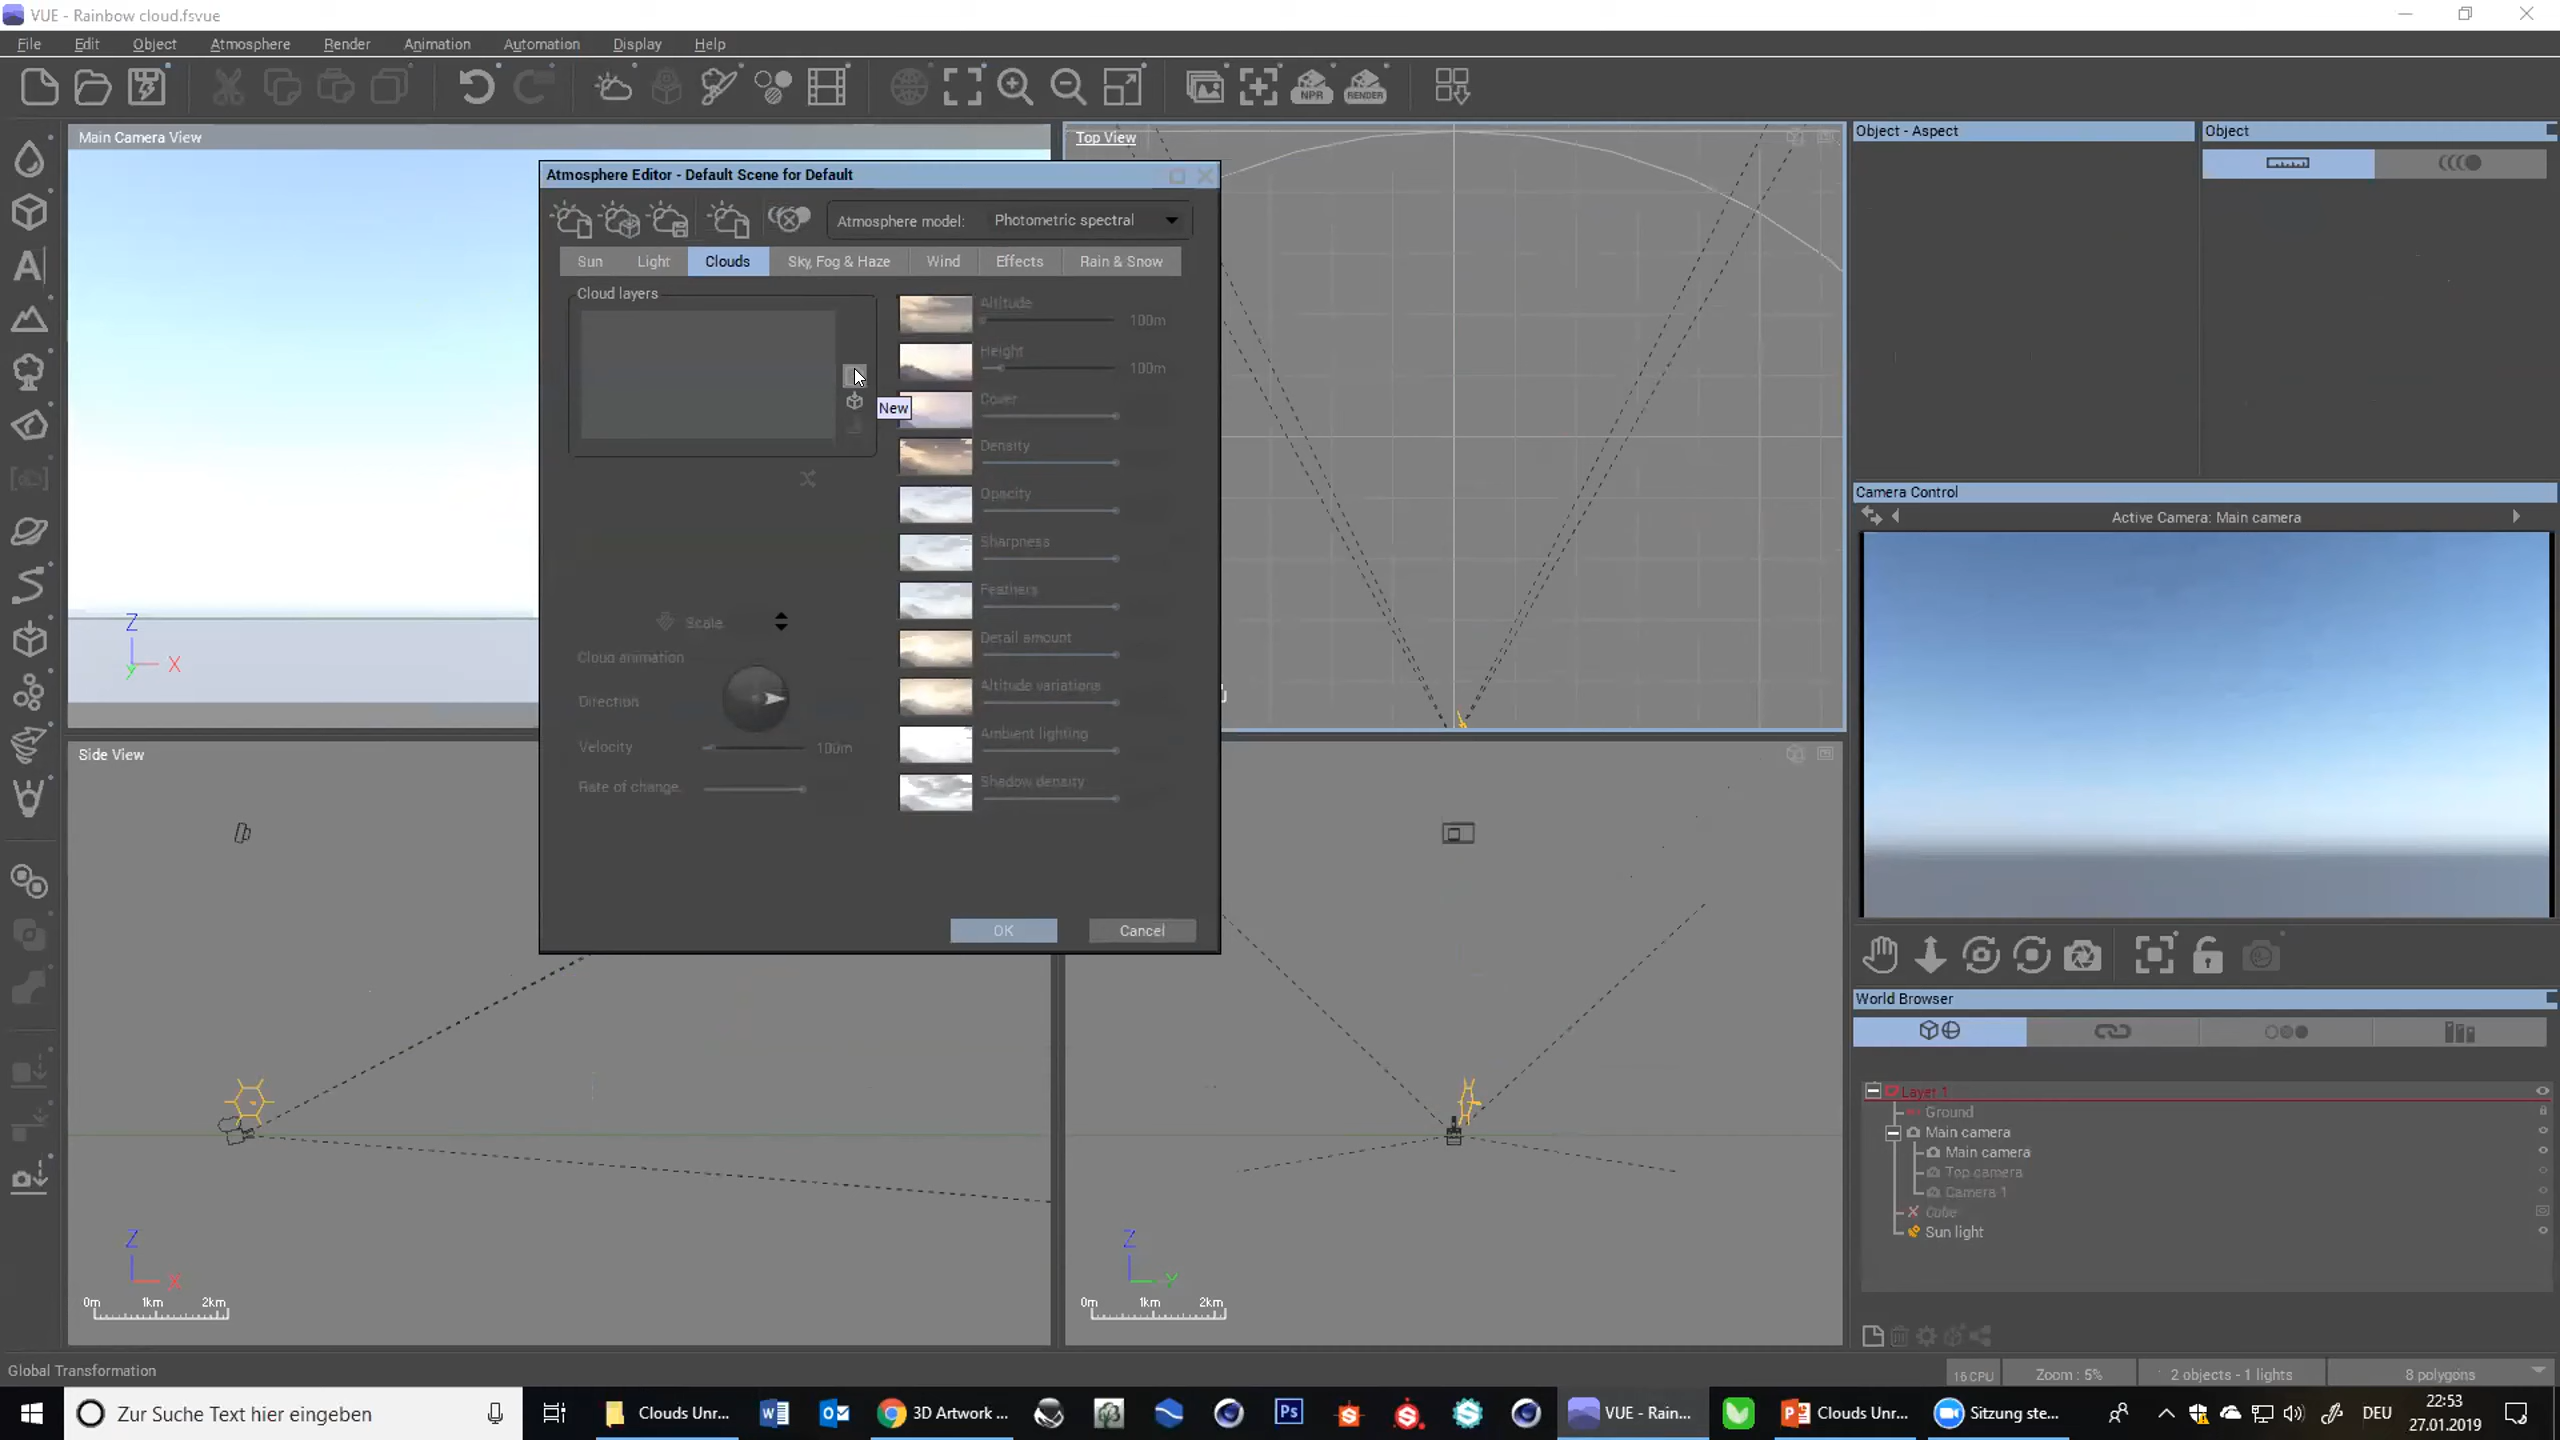 VUE - Rainbow cloud.fsvue
File Edit Object Atmosphere Render Animation Automation Display Help
NPR RENDER
Main Camera View
Top View
Object - Aspect
Object
Atmosphere Editor - Default Scene for Default
Atmosphere model: Photometric spectral
Sun Light Clouds Sky, Fog & Haze Wind Effects Rain & Snow
Cloud layers
Altitude
100m
Height
100m
Cover
New
Density
Opacity
Sharpness
Feathers
Detail amount
Altitude variations
Ambient lighting
Shadow density
Scale
Cloud animation
Direction
Velocity 100m
Rate of change
OK Cancel
Z
X
y
Side View
Z
X
0m 1km 2km
Z
Y
0m 1km 2km
Camera Control
Active Camera: Main camera
World Browser
Layer 1
Ground
Main camera
Main camera
Top camera
Camera 1
Cube
Sun light
Global Transformation
16 CPU Zoom : 5% 2 objects - 1 lights 8 polygons
Zur Suche Text hier eingeben
Clouds Unr...
3D Artwork ...
Ps
VUE - Rain...
Clouds Unr...
Sitzung ste...
DEU
22:53
27.01.2019